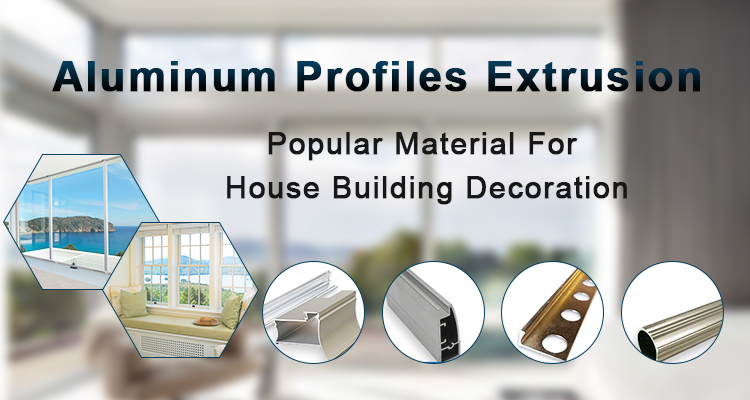 Aluminum Profiles Extrusion
Popular Material For
House Building Decoration